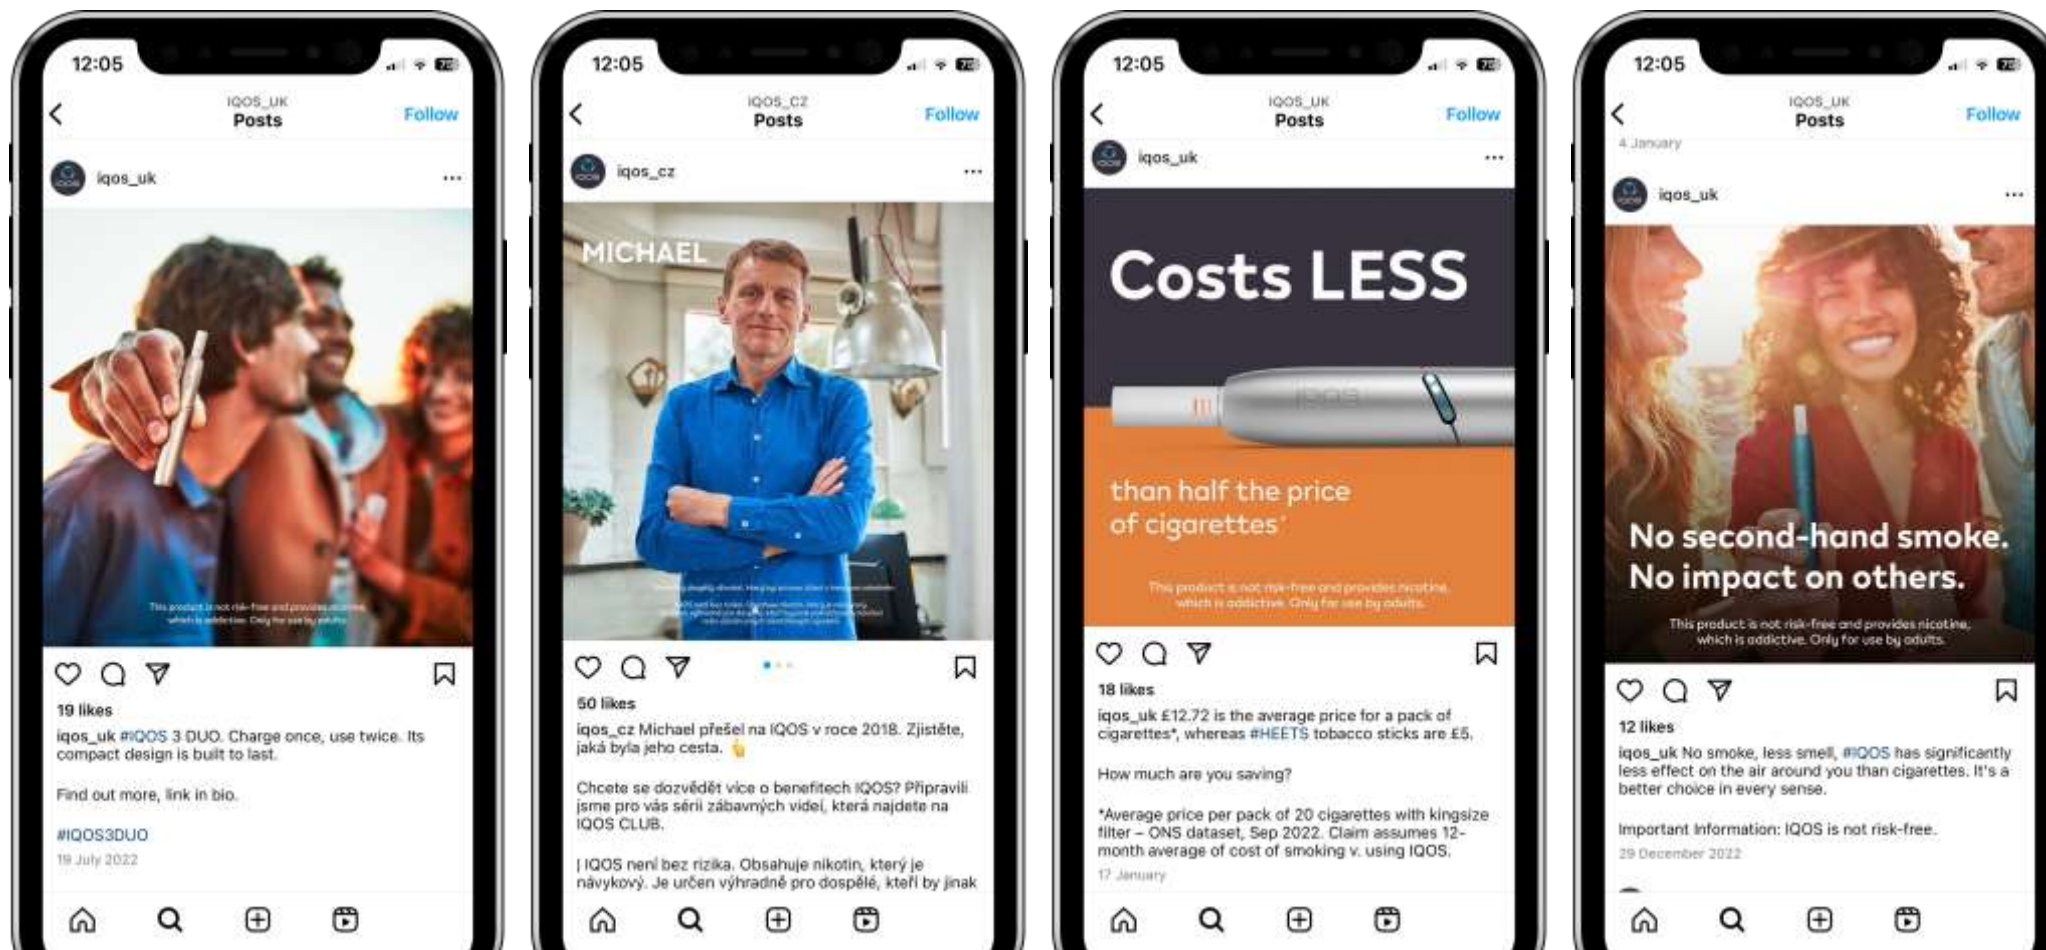 12:05
IQOS_UK
Posts
Follow
iqos_uk
This product is not risk-free and provides nicotine,
which is addictive. Only for use by adults.
19 likes
iqos_uk #IQOS 3 DUO. Charge once, use twice. Its
compact design is built to last.
Find out more, link in bio.
#IQOS3DUO
19 July 2022
12:05
IQOS_CZ
Posts
Follow
iqos_cz
MICHAEL
50 likes
iqos_cz Michael přešel na IQOS v roce 2018. Zjistěte,
jaká byla jeho cesta.
Chcete se dozvědět více o benefitech IQOS? Připravili
jsme pro vás sérii zábavných videí, která najdete na
IQOS CLUB.
| IQOS není bez rizika. Obsahuje nikotin, který je
návykový. Je určen výhradně pro dospělé, kteří by jinak
12:05
IQOS_UK
Posts
Follow
iqos_uk
Costs LESS
IQOS
than half the price
of cigarettes*
This product is not risk-free and provides nicotine,
which is addictive. Only for use by adults.
18 likes
iqos_uk £12.72 is the average price for a pack of
cigarettes*, whereas #HEETS tobacco sticks are £5.
How much are you saving?
*Average price per pack of 20 cigarettes with kingsize
filter – ONS dataset, Sep 2022. Claim assumes 12-
month average of cost of smoking v. using IQOS.
17 January
12:05
IQOS_UK
Posts
Follow
4 January
iqos_uk
No second-hand smoke.
No impact on others.
This product is not risk-free and provides nicotine,
which is addictive. Only for use by adults.
12 likes
iqos_uk No smoke, less smell, #IQOS has significantly
less effect on the air around you than cigarettes. It's a
better choice in every sense.
Important Information: IQOS is not risk-free.
29 December 2022